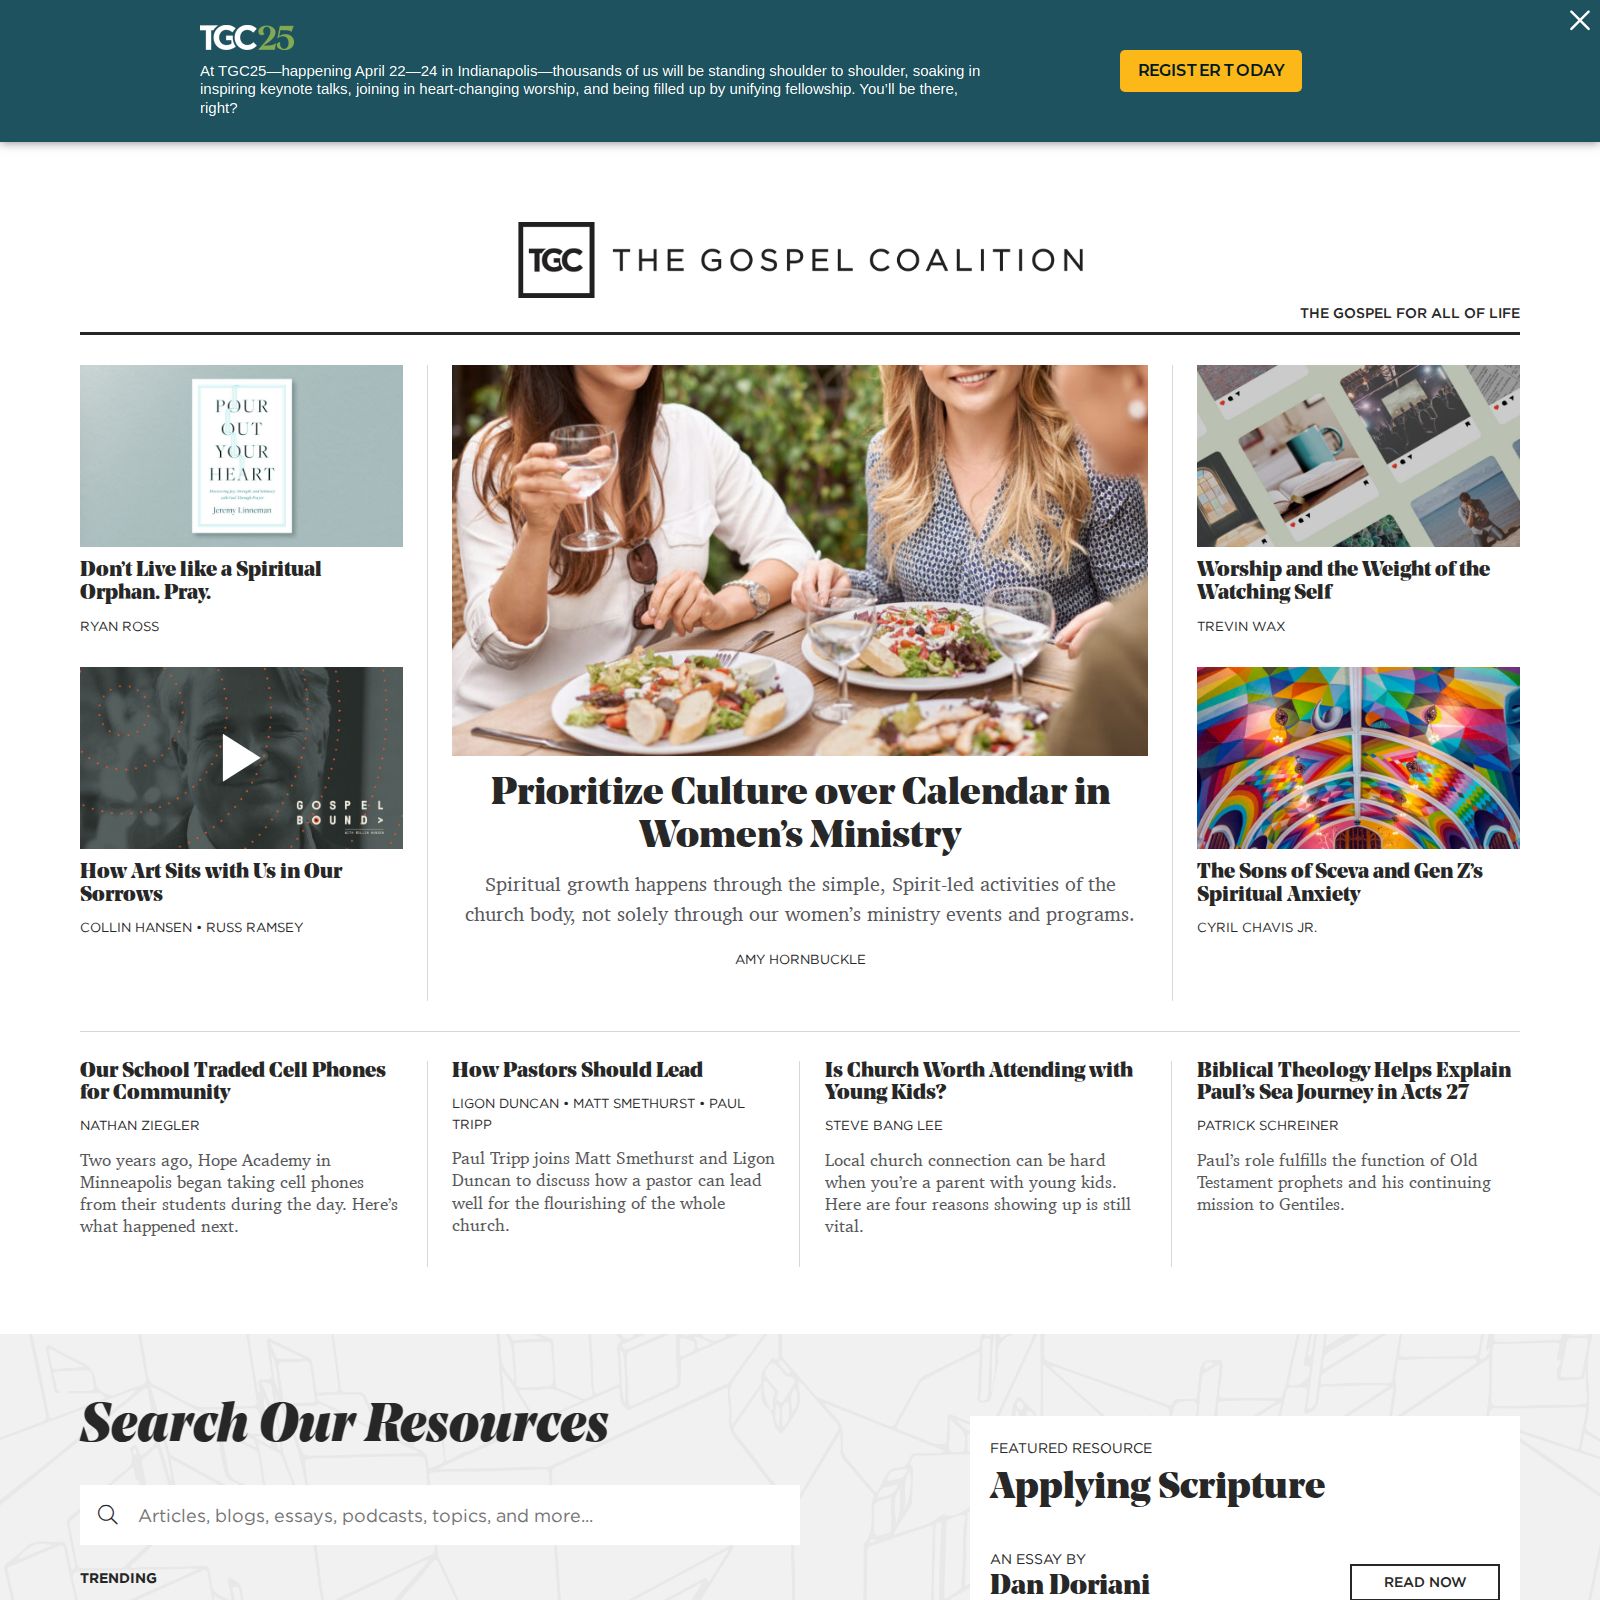 TGC25
At TGC25—happening April 22—24 in Indianapolis—thousands of us will be standing shoulder to shoulder, soaking in
inspiring keynote talks, joining in heart-changing worship, and being filled up by unifying fellowship. You’ll be there,
right?
REGISTER TODAY
TGC THE GOSPEL COALITION
THE GOSPEL FOR ALL OF LIFE
POUR
OUT
YOUR
HEART
Jeremy Linneman
Don’t Live like a Spiritual
Orphan. Pray.
RYAN ROSS
GOSPEL
BOUND>
How Art Sits with Us in Our
Sorrows
COLLIN HANSEN • RUSS RAMSEY
Prioritize Culture over Calendar in
Women’s Ministry
Spiritual growth happens through the simple, Spirit-led activities of the
church body, not solely through our women’s ministry events and programs.
AMY HORNBUCKLE
Worship and the Weight of the
Watching Self
TREVIN WAX
The Sons of Sceva and Gen Z’s
Spiritual Anxiety
CYRIL CHAVIS JR.
Our School Traded Cell Phones
for Community
NATHAN ZIEGLER
Two years ago, Hope Academy in
Minneapolis began taking cell phones
from their students during the day. Here’s
what happened next.
How Pastors Should Lead
LIGON DUNCAN • MATT SMETHURST • PAUL
TRIPP
Paul Tripp joins Matt Smethurst and Ligon
Duncan to discuss how a pastor can lead
well for the flourishing of the whole
church.
Is Church Worth Attending with
Young Kids?
STEVE BANG LEE
Local church connection can be hard
when you’re a parent with young kids.
Here are four reasons showing up is still
vital.
Biblical Theology Helps Explain
Paul’s Sea Journey in Acts 27
PATRICK SCHREINER
Paul’s role fulfills the function of Old
Testament prophets and his continuing
mission to Gentiles.
Search Our Resources
Articles, blogs, essays, podcasts, topics, and more...
TRENDING
FEATURED RESOURCE
Applying Scripture
AN ESSAY BY
Dan Doriani
READ NOW